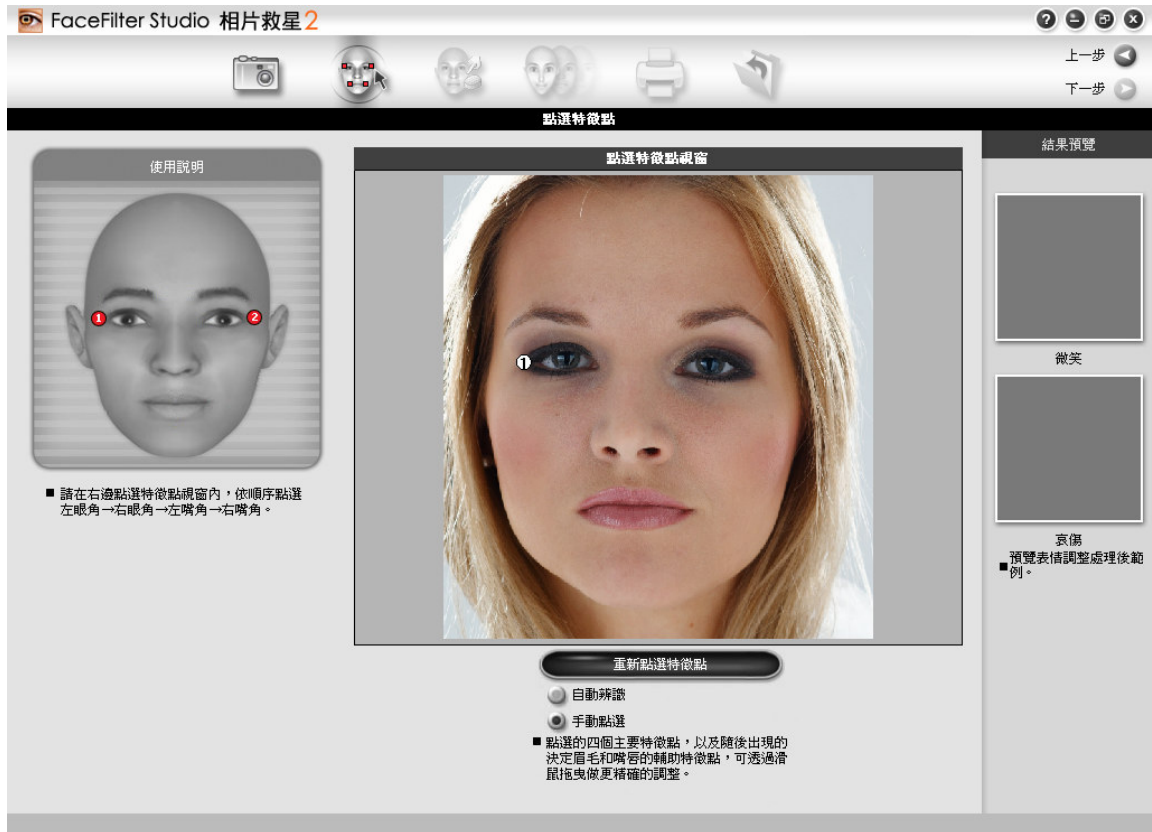 FaceFilter Studio 相片救星2
上一步
下一步
點選特徵點
使用說明
1
2
請在右邊點選特徵點視窗內，依順序點選
左眼角→右眼角→左嘴角→右嘴角。
點選特徵點視窗
1
重新點選特徵點
自動辨識
手動點選
點選的四個主要特徵點，以及隨後出現的
決定眉毛和嘴唇的輔助特徵點，可透過滑
鼠拖曳做更精確的調整。
結果預覽
微笑
哀傷
預覽表情調整處理後範
例。